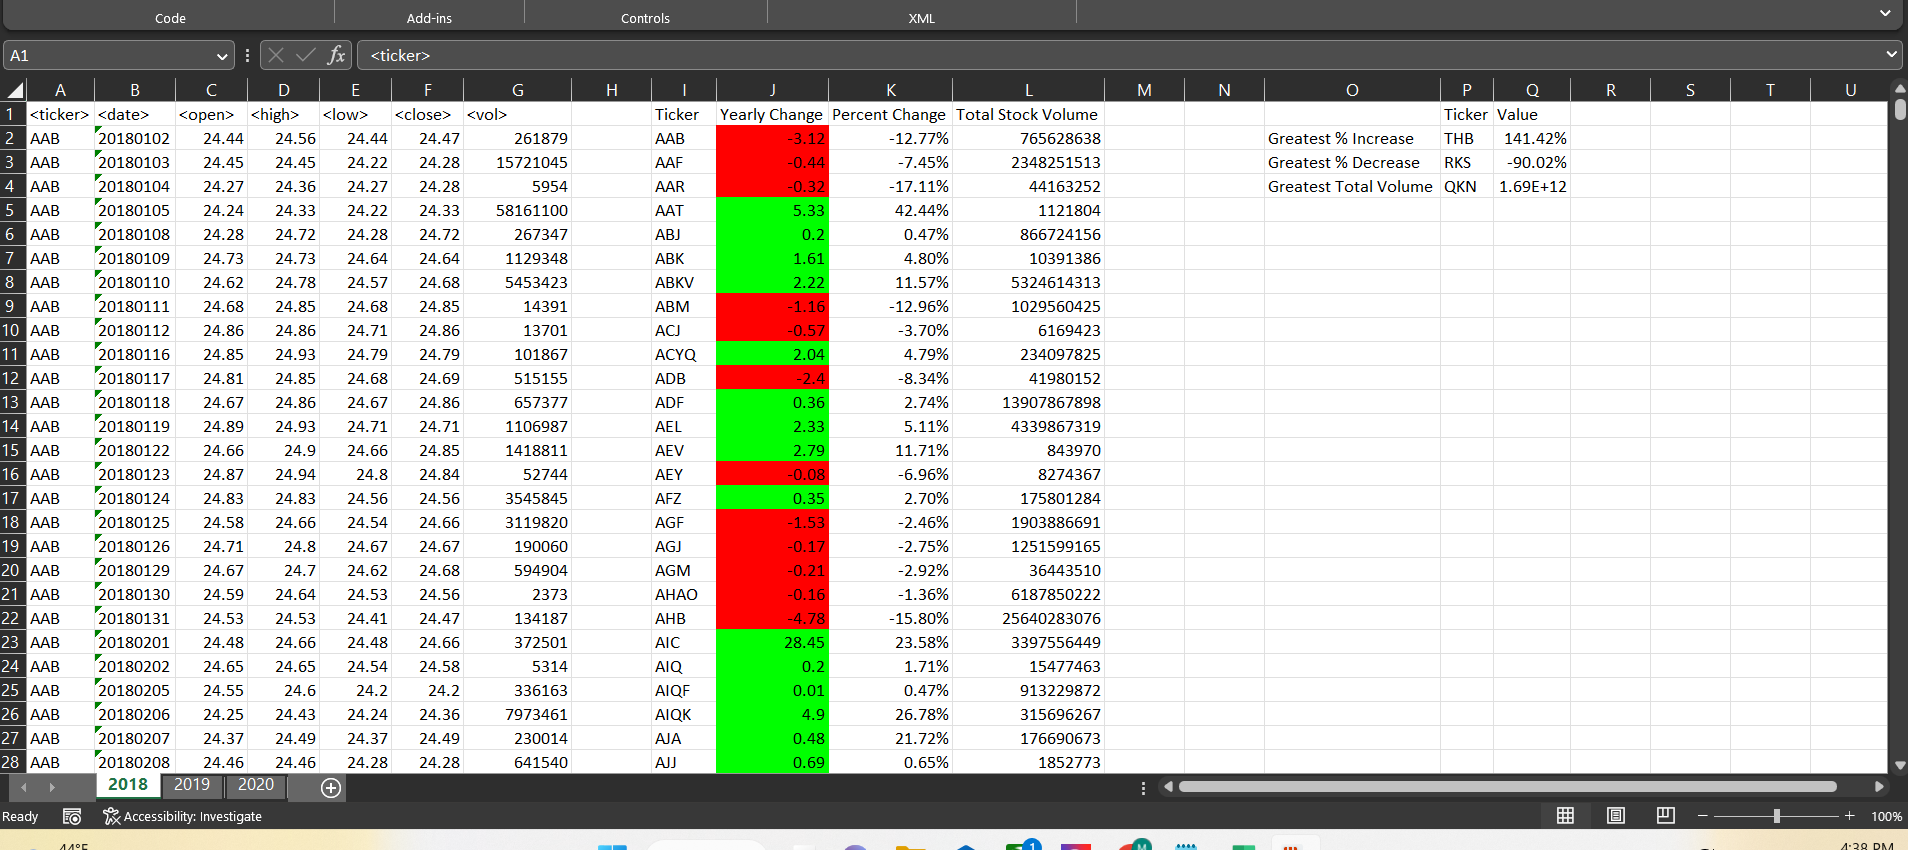 Code Add-ins Controls XML
A1 fx <ticker>
A B C D E F G H I J K L M N O P Q R S T U
1 <ticker> <date> <open> <high> <low> <close> <vol> Ticker Yearly Change Percent Change Total Stock Volume Ticker Value
2 AAB 20180102 24.44 24.56 24.44 24.47 261879 AAB -3.12 -12.77% 765628638 Greatest % Increase THB 141.42%
3 AAB 20180103 24.45 24.45 24.22 24.28 15721045 AAF -0.44 -7.45% 2348251513 Greatest % Decrease RKS -90.02%
4 AAB 20180104 24.27 24.36 24.27 24.28 5954 AAR -0.32 -17.11% 44163252 Greatest Total Volume QKN 1.69E+12
5 AAB 20180105 24.24 24.33 24.22 24.33 58161100 AAT 5.33 42.44% 1121804
6 AAB 20180108 24.28 24.72 24.28 24.72 267347 ABJ 0.2 0.47% 866724156
7 AAB 20180109 24.73 24.73 24.64 24.64 1129348 ABK 1.61 4.80% 10391386
8 AAB 20180110 24.62 24.78 24.57 24.68 5453423 ABKV 2.22 11.57% 5324614313
9 AAB 20180111 24.68 24.85 24.68 24.85 14391 ABM -1.16 -12.96% 1029560425
10 AAB 20180112 24.86 24.86 24.71 24.86 13701 ACJ -0.57 -3.70% 6169423
11 AAB 20180116 24.85 24.93 24.79 24.79 101867 ACYQ 2.04 4.79% 234097825
12 AAB 20180117 24.81 24.85 24.68 24.69 515155 ADB -2.4 -8.34% 41980152
13 AAB 20180118 24.67 24.86 24.67 24.86 657377 ADF 0.36 2.74% 13907867898
14 AAB 20180119 24.89 24.93 24.71 24.71 1106987 AEL 2.33 5.11% 4339867319
15 AAB 20180122 24.66 24.9 24.66 24.85 1418811 AEV 2.79 11.71% 843970
16 AAB 20180123 24.87 24.94 24.8 24.84 52744 AEY -0.08 -6.96% 8274367
17 AAB 20180124 24.83 24.83 24.56 24.56 3545845 AFZ 0.35 2.70% 175801284
18 AAB 20180125 24.58 24.66 24.54 24.66 3119820 AGF -1.53 -2.46% 1903886691
19 AAB 20180126 24.71 24.8 24.67 24.67 190060 AGJ -0.17 -2.75% 1251599165
20 AAB 20180129 24.67 24.7 24.62 24.68 594904 AGM -0.21 -2.92% 36443510
21 AAB 20180130 24.59 24.64 24.53 24.56 2373 AHAO -0.16 -1.36% 6187850222
22 AAB 20180131 24.53 24.53 24.41 24.47 134187 AHB -4.78 -15.80% 25640283076
23 AAB 20180201 24.48 24.66 24.48 24.66 372501 AIC 28.45 23.58% 3397556449
24 AAB 20180202 24.65 24.65 24.54 24.58 5314 AIQ 0.2 1.71% 15477463
25 AAB 20180205 24.55 24.6 24.2 24.2 336163 AIQF 0.01 0.47% 913229872
26 AAB 20180206 24.25 24.43 24.24 24.36 7973461 AIQK 4.9 26.78% 315696267
27 AAB 20180207 24.37 24.49 24.37 24.49 230014 AJA 0.48 21.72% 176690673
28 AAB 20180208 24.46 24.46 24.28 24.28 641540 AJJ 0.69 0.65% 1852773
2018 2019 2020
Ready Accessibility: Investigate 100%
44°F 1 M 4:38 PM